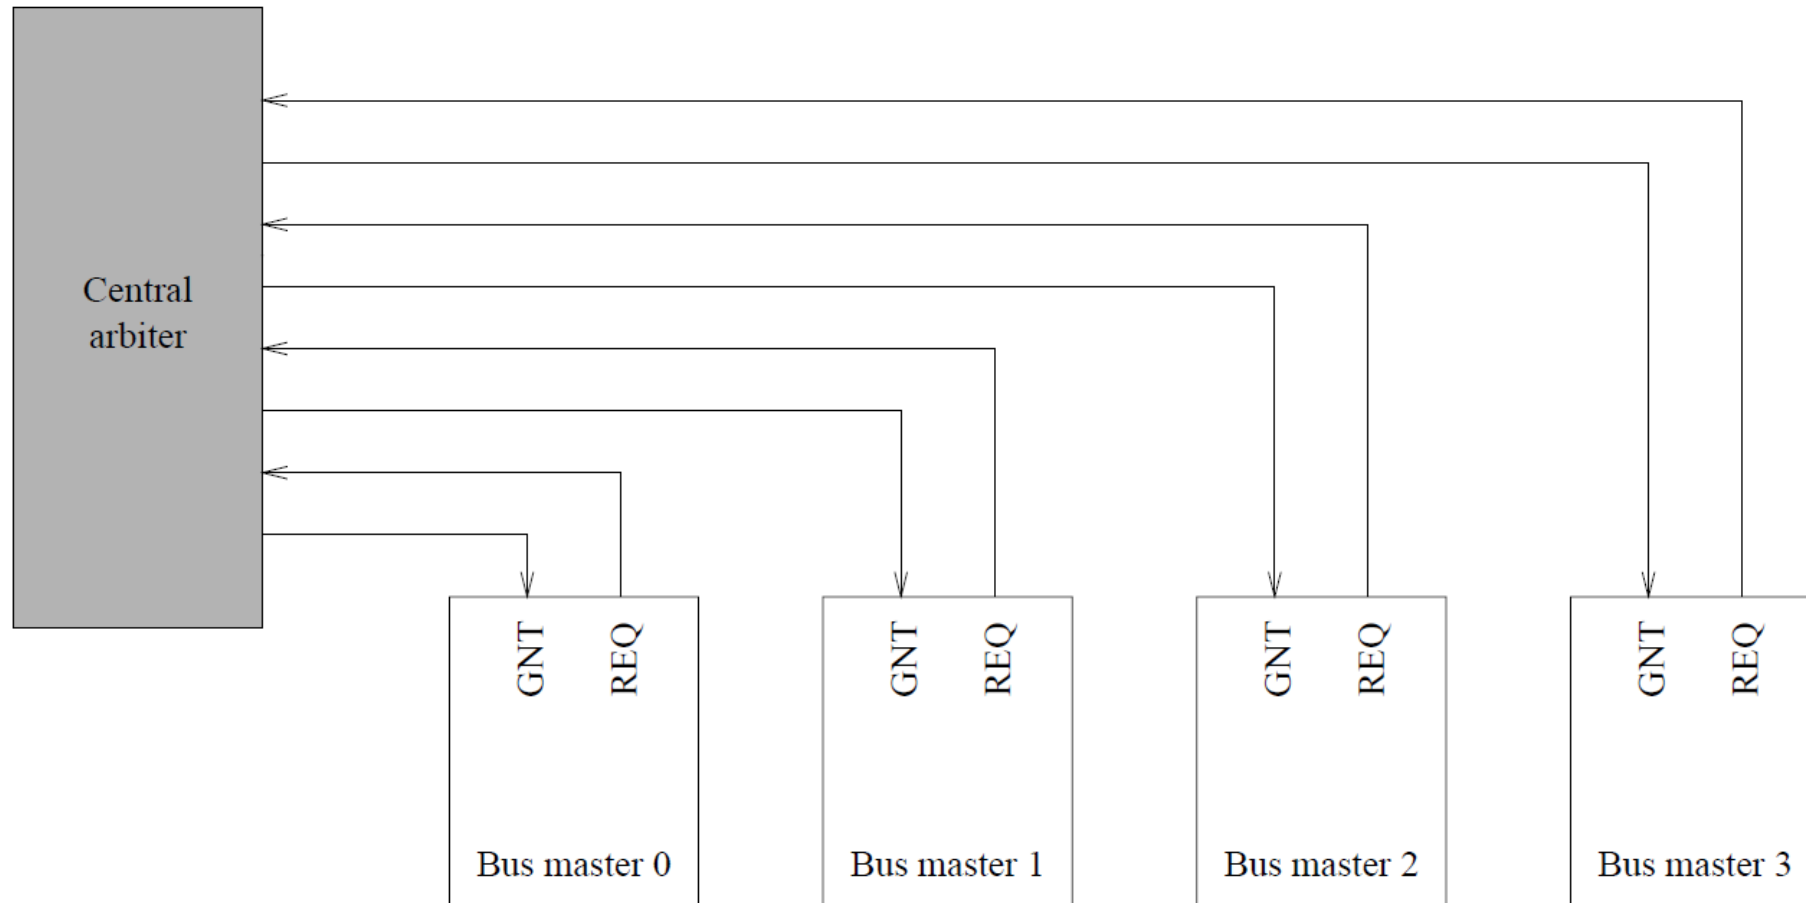 Central
arbiter
GNT
REQ
GNT
REQ
GNT
REQ
GNT
REQ
Bus master 0
Bus master 1
Bus master 2
Bus master 3